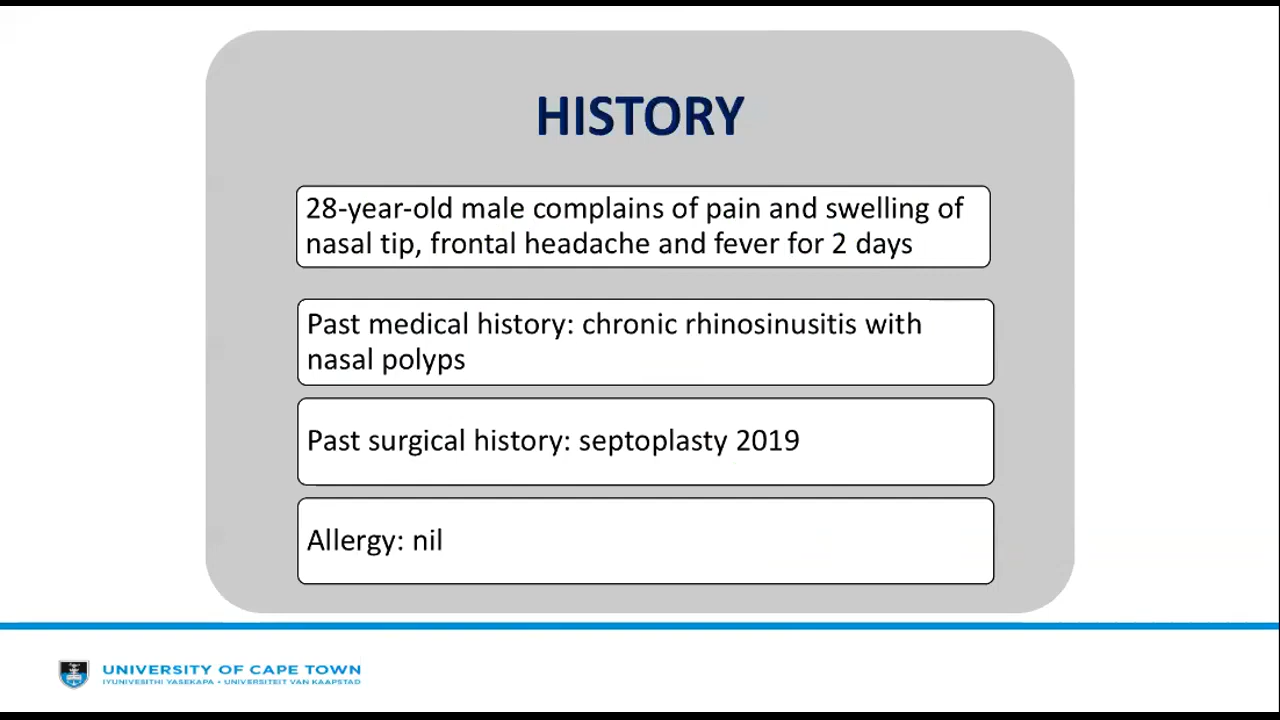 HISTORY
28-year-old male complains of pain and swelling of
nasal tip, frontal headache and fever for 2 days
Past medical history: chronic rhinosinusitis with
nasal polyps
Past surgical history: septoplasty 2019
Allergy: nil
UNIVERSITY OF CAPE TOWN
IYUNIVESITHI YASEKAPA • UNIVERSITEIT VAN KAAPSTAD